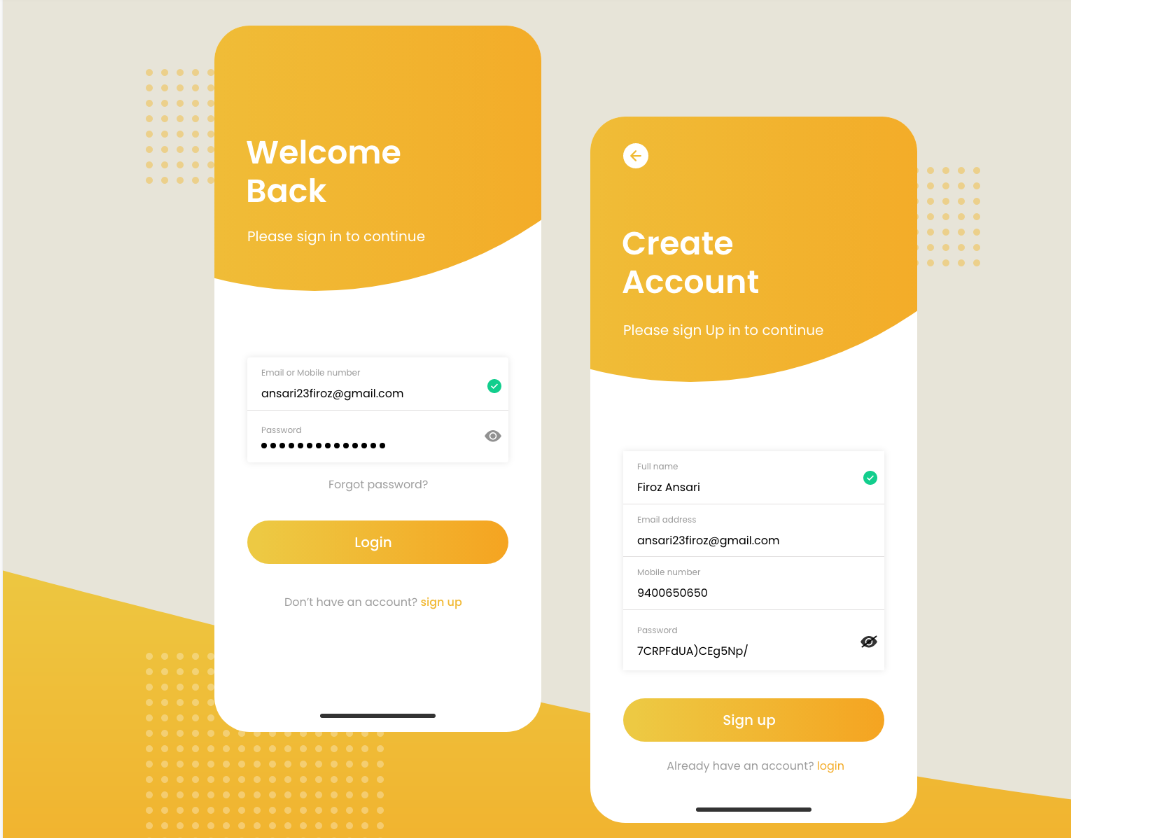 Welcome
Back
Please sign in to continue
Email or Mobile number
ansari23firoz@gmail.com
Password
Forgot password?
Login
Don't have an account? sign up
Create
Account
Please sign Up in to continue
Full name
Firoz Ansari
Email address
ansari23firoz@gmail.com
Mobile number
9400650650
Password
7CRPFdUA)CEg5Np/
Sign up
Already have an account? login